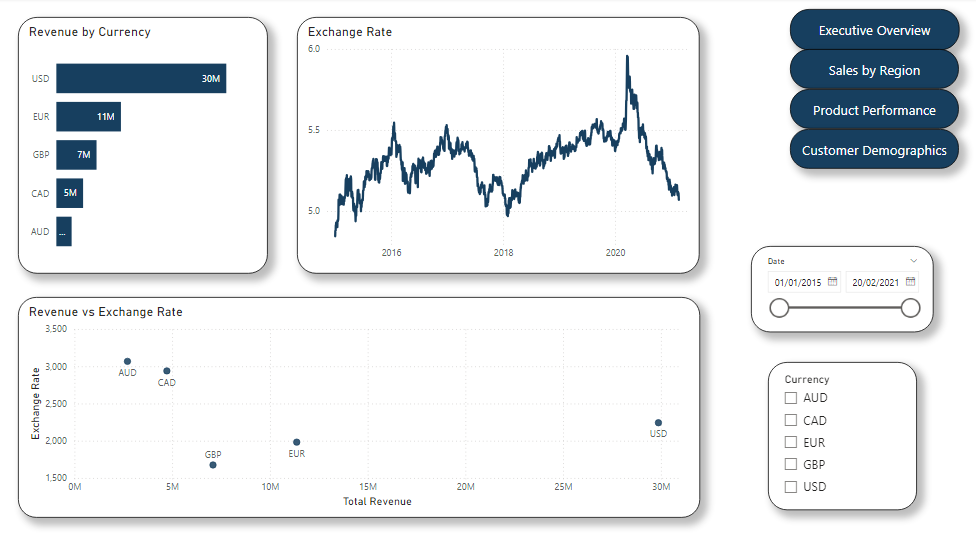 Revenue by Currency
USD
30M
EUR
11M
GBP
7M
CAD
5M
AUD
...
Exchange Rate
6.0
5.5
5.0
2016
2018
2020
Executive Overview
Sales by Region
Product Performance
Customer Demographics
Date
01/01/2015
20/02/2021
Revenue vs Exchange Rate
Exchange Rate
3,500
3,000
2,500
2,000
1,500
AUD
CAD
GBP
EUR
USD
0M
5M
10M
15M
20M
25M
30M
Total Revenue
Currency
AUD
CAD
EUR
GBP
USD